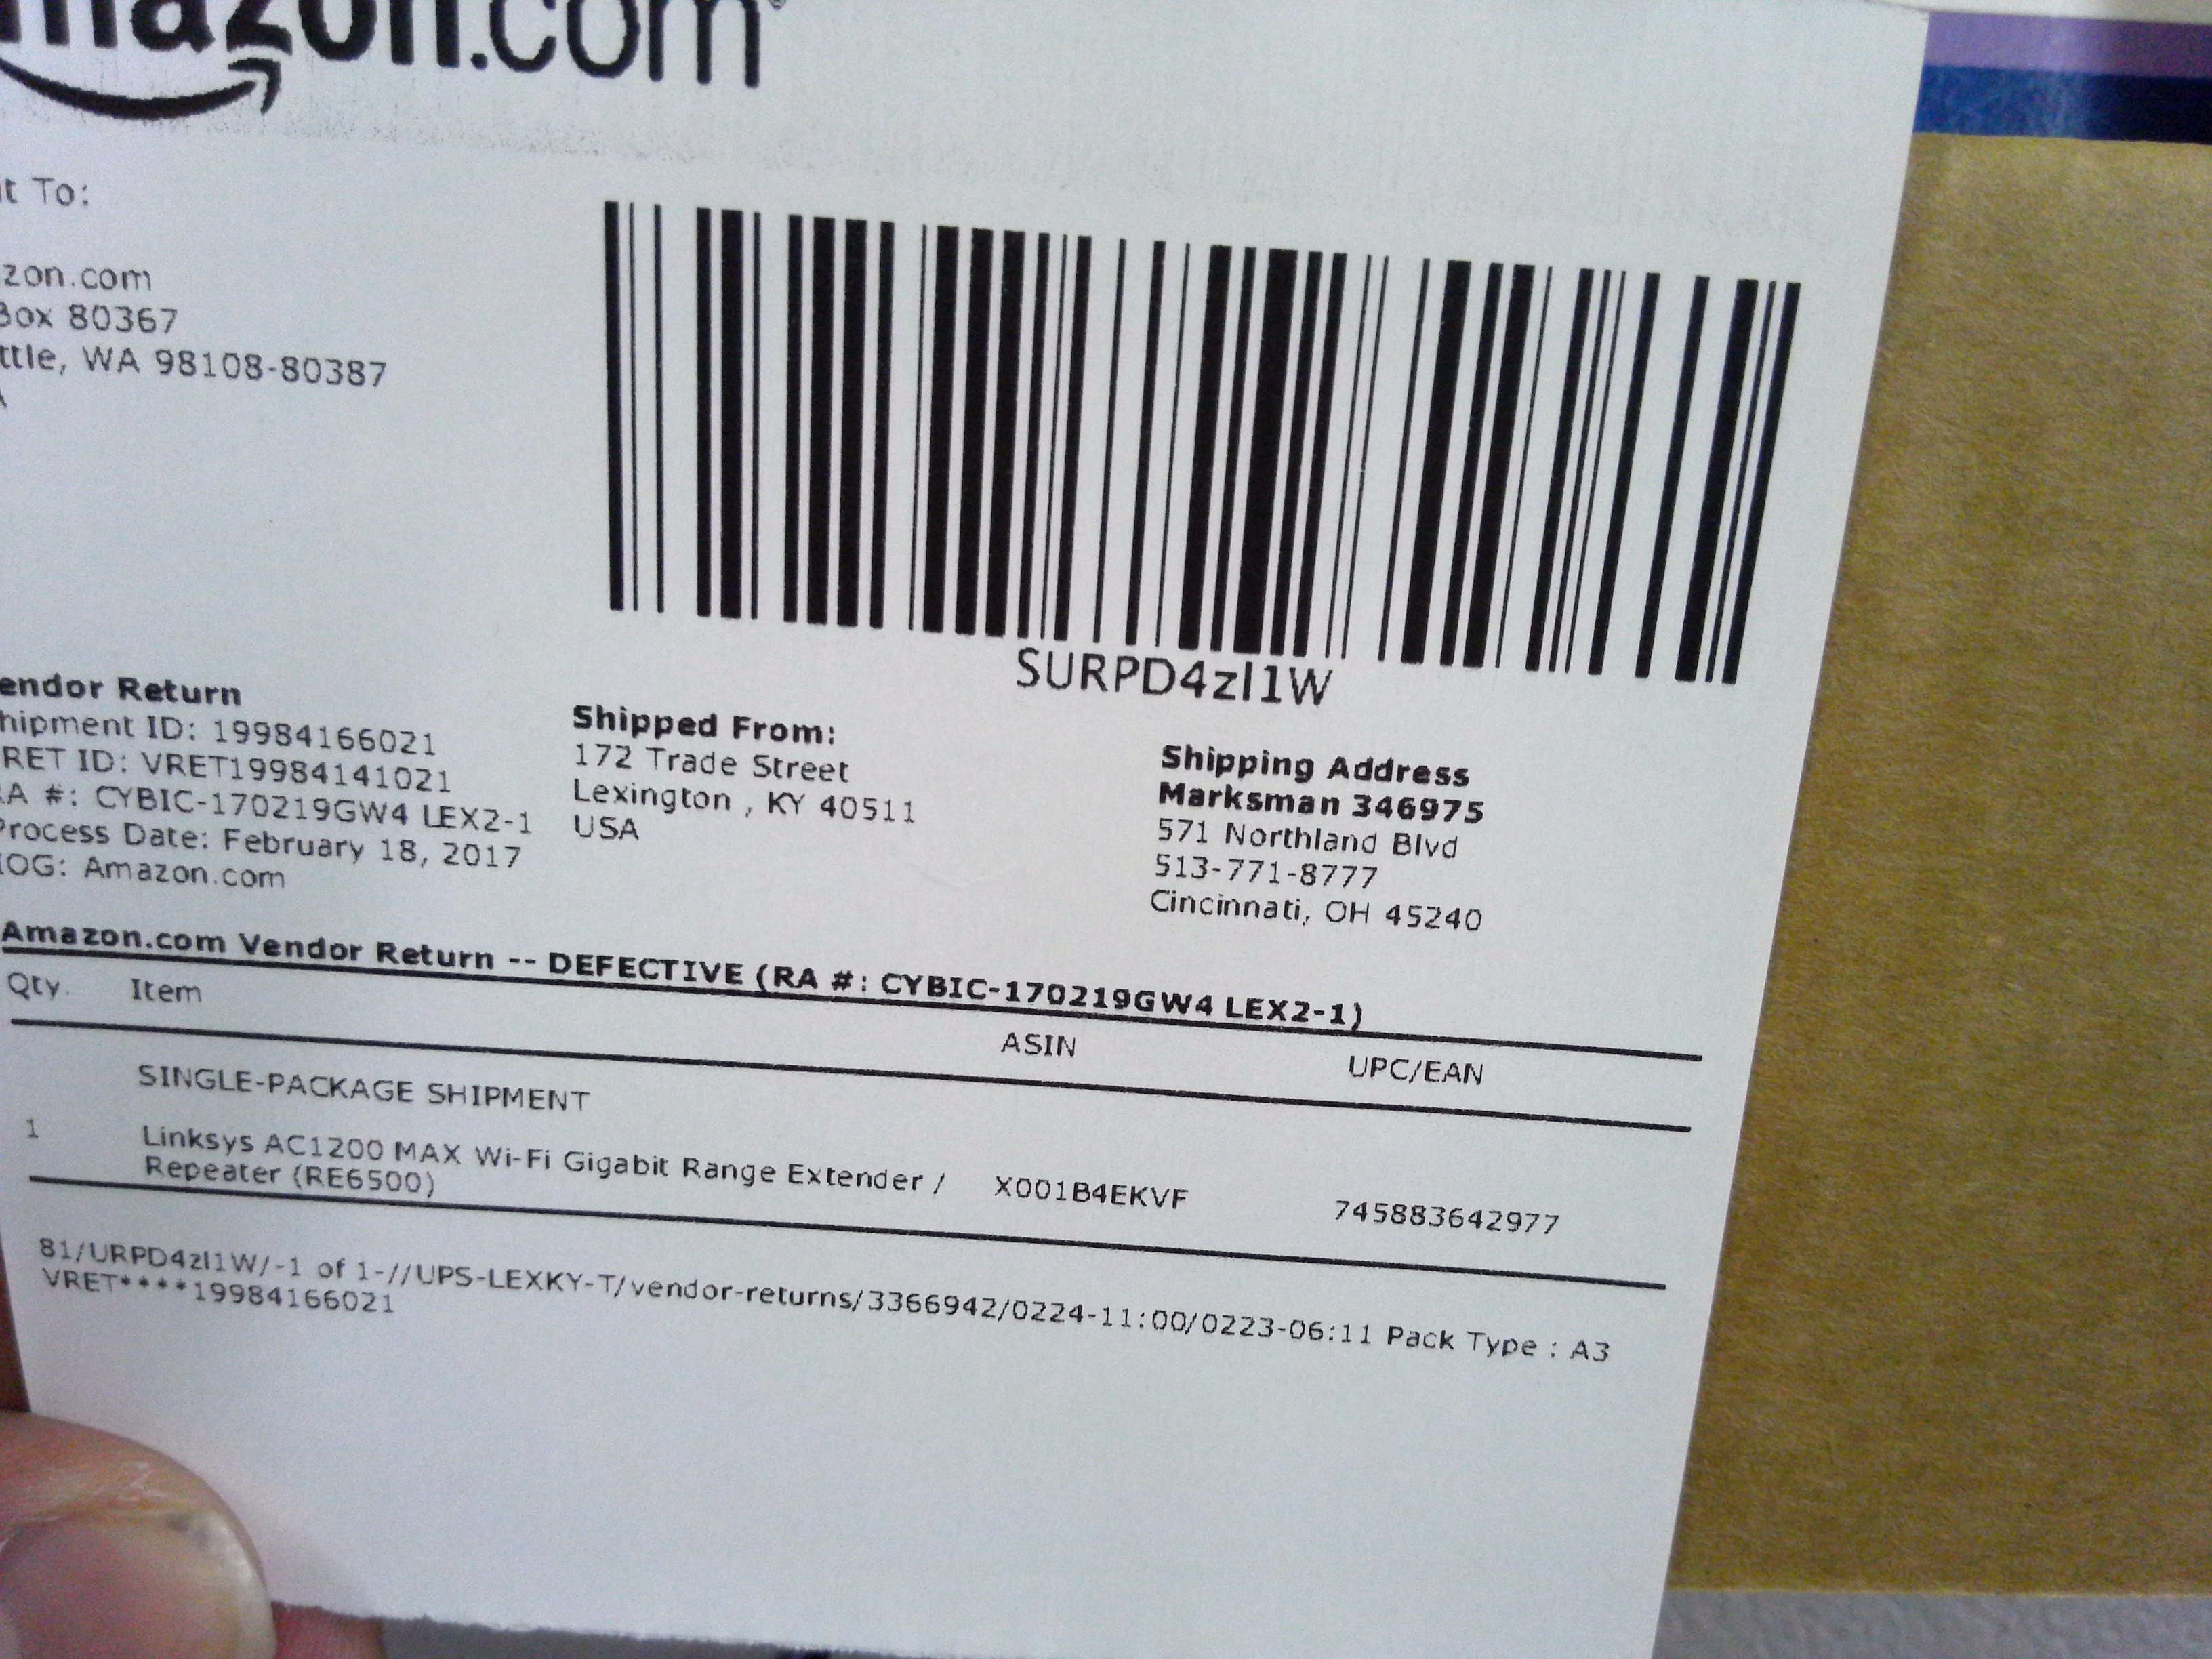 mazon.com
t To:
zon.com
Box 80367
ttle, WA 98108-80387
SURPD4zl1W
endor Return
hipment ID: 19984166021
RET ID: VRET19984141021
RA #: CYBIC-170219GW4 LEX2-1
Process Date: February 18, 2017
IOG: Amazon.com
Shipped From:
172 Trade Street
Lexington , KY 40511
USA
Shipping Address
Marksman 346975
571 Northland Blvd
513-771-8777
Cincinnati, OH 45240
Amazon.com Vendor Return -- DEFECTIVE (RA #: CYBIC-170219GW4 LEX2-1)
Qty. Item ASIN UPC/EAN
SINGLE-PACKAGE SHIPMENT
1 Linksys AC1200 MAX Wi-Fi Gigabit Range Extender / X001B4EKVF 745883642977
Repeater (RE6500)
81/URPD4zl1W/-1 of 1-//UPS-LEXKY-T/vendor-returns/3366942/0224-11:00/0223-06:11 Pack Type : A3
VRET****19984166021